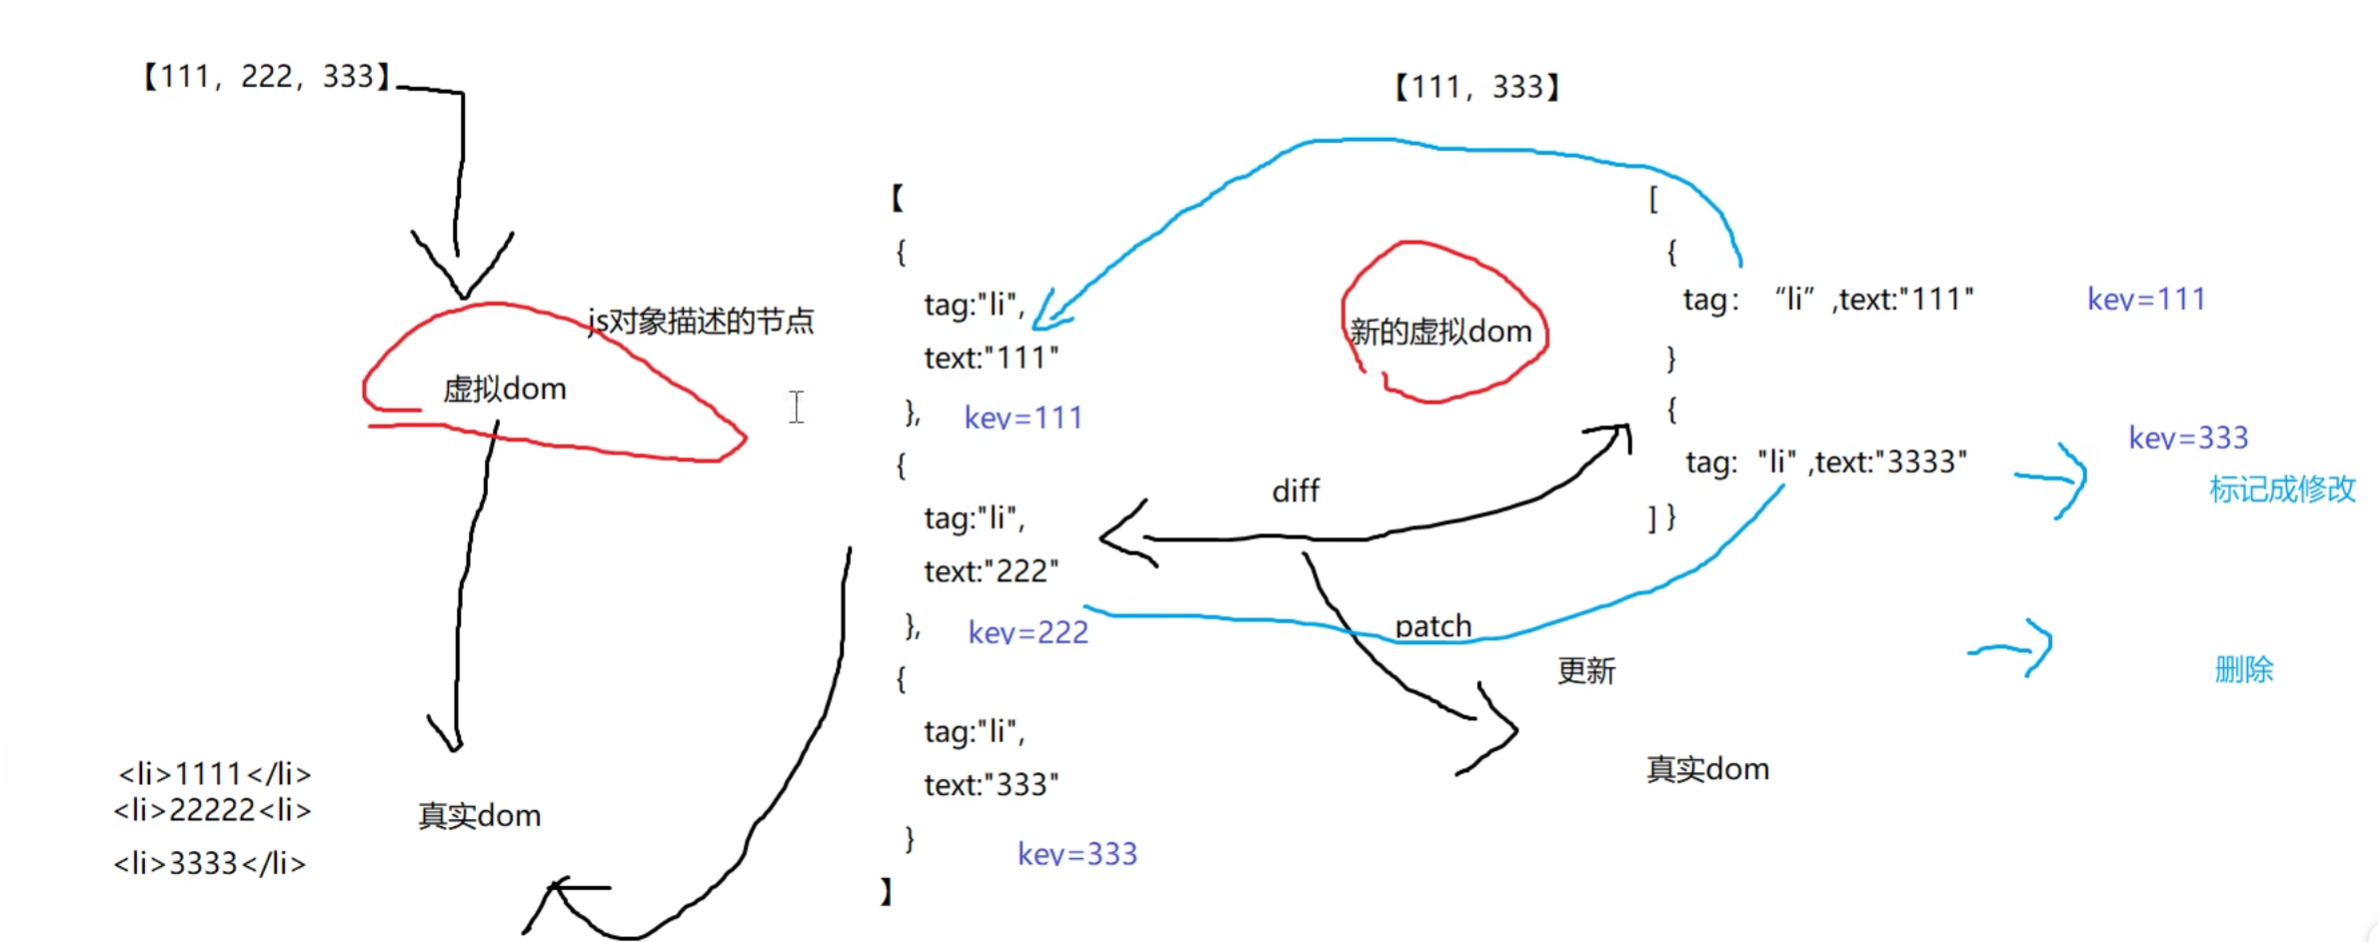 【111，222，333】
js对象描述的节点
虚拟dom
<li>1111</li>
<li>22222<li>
<li>3333</li>
真实dom
【
{
tag:"li",
text:"111"
},
key=111
{
tag:"li",
text:"222"
},
key=222
{
tag:"li",
text:"333"
}
key=333
】
【111，333】
新的虚拟dom
diff
patch
更新
真实dom
[
{
tag： “li” ,text:"111"
key=111
}
{
key=333
tag: "li" ,text:"3333"
标记成修改
] }
删除